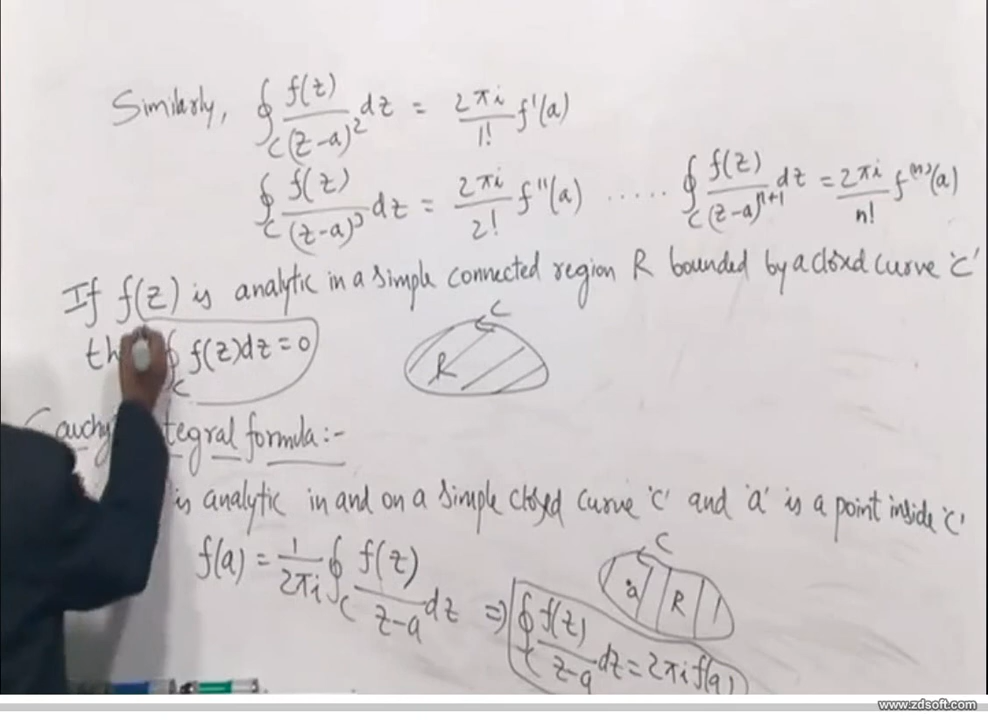 Similarly, ∮_C f(z)/(z-a)^2 dz = 2πi/1! f'(a)
∮_C f(z)/(z-a)^3 dz = 2πi/2! f''(a) ..... ∮_C f(z)/(z-a)^{n+1} dz = 2πi/n! f^{(n)}(a)
If f(z) is analytic in a simple connected region R bounded by a closed curve 'c'
∮_C f(z)dz = 0
C
R
formula:-
is analytic in and on a simple closed curve 'c' and 'a' is a point inside 'c'
f(a) = 1/2πi ∮_C f(z)/z-a dz ⇒ ∮_C f(z)/z-a dz = 2πi f(a)
C
a R
www.zdsoft.com